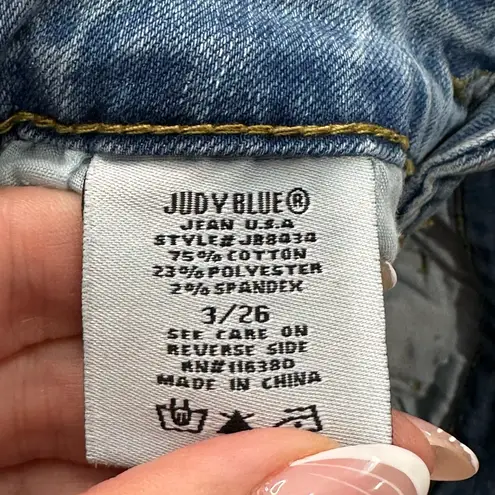 JUDY BLUE®
JEAN U.S.A
STYLE# JB8030
75% COTTON
23% POLYESTER
2% SPANDEX
3/26
SEE CARE ON
REVERSE SIDE
RN#116380
MADE IN CHINA